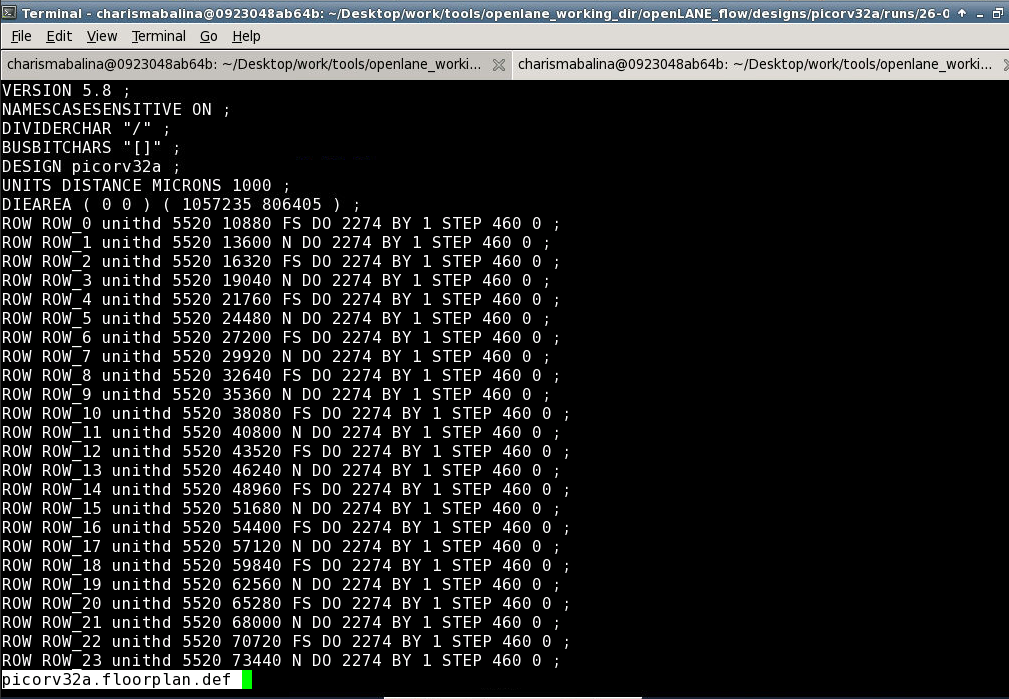 Terminal - charismabalina@0923048ab64b: ~/Desktop/work/tools/openlane_working_dir/openLANE_flow/designs/picorv32a/runs/26-0
File Edit View Terminal Go Help
charismabalina@0923048ab64b: ~/Desktop/work/tools/openlane_worki... charismabalina@0923048ab64b: ~/Desktop/work/tools/openlane_worki...
VERSION 5.8 ;
NAMESCASESENSITIVE ON ;
DIVIDERCHAR "/" ;
BUSBITCHARS "[]" ;
DESIGN picorv32a ;
UNITS DISTANCE MICRONS 1000 ;
DIEAREA ( 0 0 ) ( 1057235 806405 ) ;
ROW ROW_0 unithd 5520 10880 FS DO 2274 BY 1 STEP 460 0 ;
ROW ROW_1 unithd 5520 13600 N DO 2274 BY 1 STEP 460 0 ;
ROW ROW_2 unithd 5520 16320 FS DO 2274 BY 1 STEP 460 0 ;
ROW ROW_3 unithd 5520 19040 N DO 2274 BY 1 STEP 460 0 ;
ROW ROW_4 unithd 5520 21760 FS DO 2274 BY 1 STEP 460 0 ;
ROW ROW_5 unithd 5520 24480 N DO 2274 BY 1 STEP 460 0 ;
ROW ROW_6 unithd 5520 27200 FS DO 2274 BY 1 STEP 460 0 ;
ROW ROW_7 unithd 5520 29920 N DO 2274 BY 1 STEP 460 0 ;
ROW ROW_8 unithd 5520 32640 FS DO 2274 BY 1 STEP 460 0 ;
ROW ROW_9 unithd 5520 35360 N DO 2274 BY 1 STEP 460 0 ;
ROW ROW_10 unithd 5520 38080 FS DO 2274 BY 1 STEP 460 0 ;
ROW ROW_11 unithd 5520 40800 N DO 2274 BY 1 STEP 460 0 ;
ROW ROW_12 unithd 5520 43520 FS DO 2274 BY 1 STEP 460 0 ;
ROW ROW_13 unithd 5520 46240 N DO 2274 BY 1 STEP 460 0 ;
ROW ROW_14 unithd 5520 48960 FS DO 2274 BY 1 STEP 460 0 ;
ROW ROW_15 unithd 5520 51680 N DO 2274 BY 1 STEP 460 0 ;
ROW ROW_16 unithd 5520 54400 FS DO 2274 BY 1 STEP 460 0 ;
ROW ROW_17 unithd 5520 57120 N DO 2274 BY 1 STEP 460 0 ;
ROW ROW_18 unithd 5520 59840 FS DO 2274 BY 1 STEP 460 0 ;
ROW ROW_19 unithd 5520 62560 N DO 2274 BY 1 STEP 460 0 ;
ROW ROW_20 unithd 5520 65280 FS DO 2274 BY 1 STEP 460 0 ;
ROW ROW_21 unithd 5520 68000 N DO 2274 BY 1 STEP 460 0 ;
ROW ROW_22 unithd 5520 70720 FS DO 2274 BY 1 STEP 460 0 ;
ROW ROW_23 unithd 5520 73440 N DO 2274 BY 1 STEP 460 0 ;
picorv32a.floorplan.def